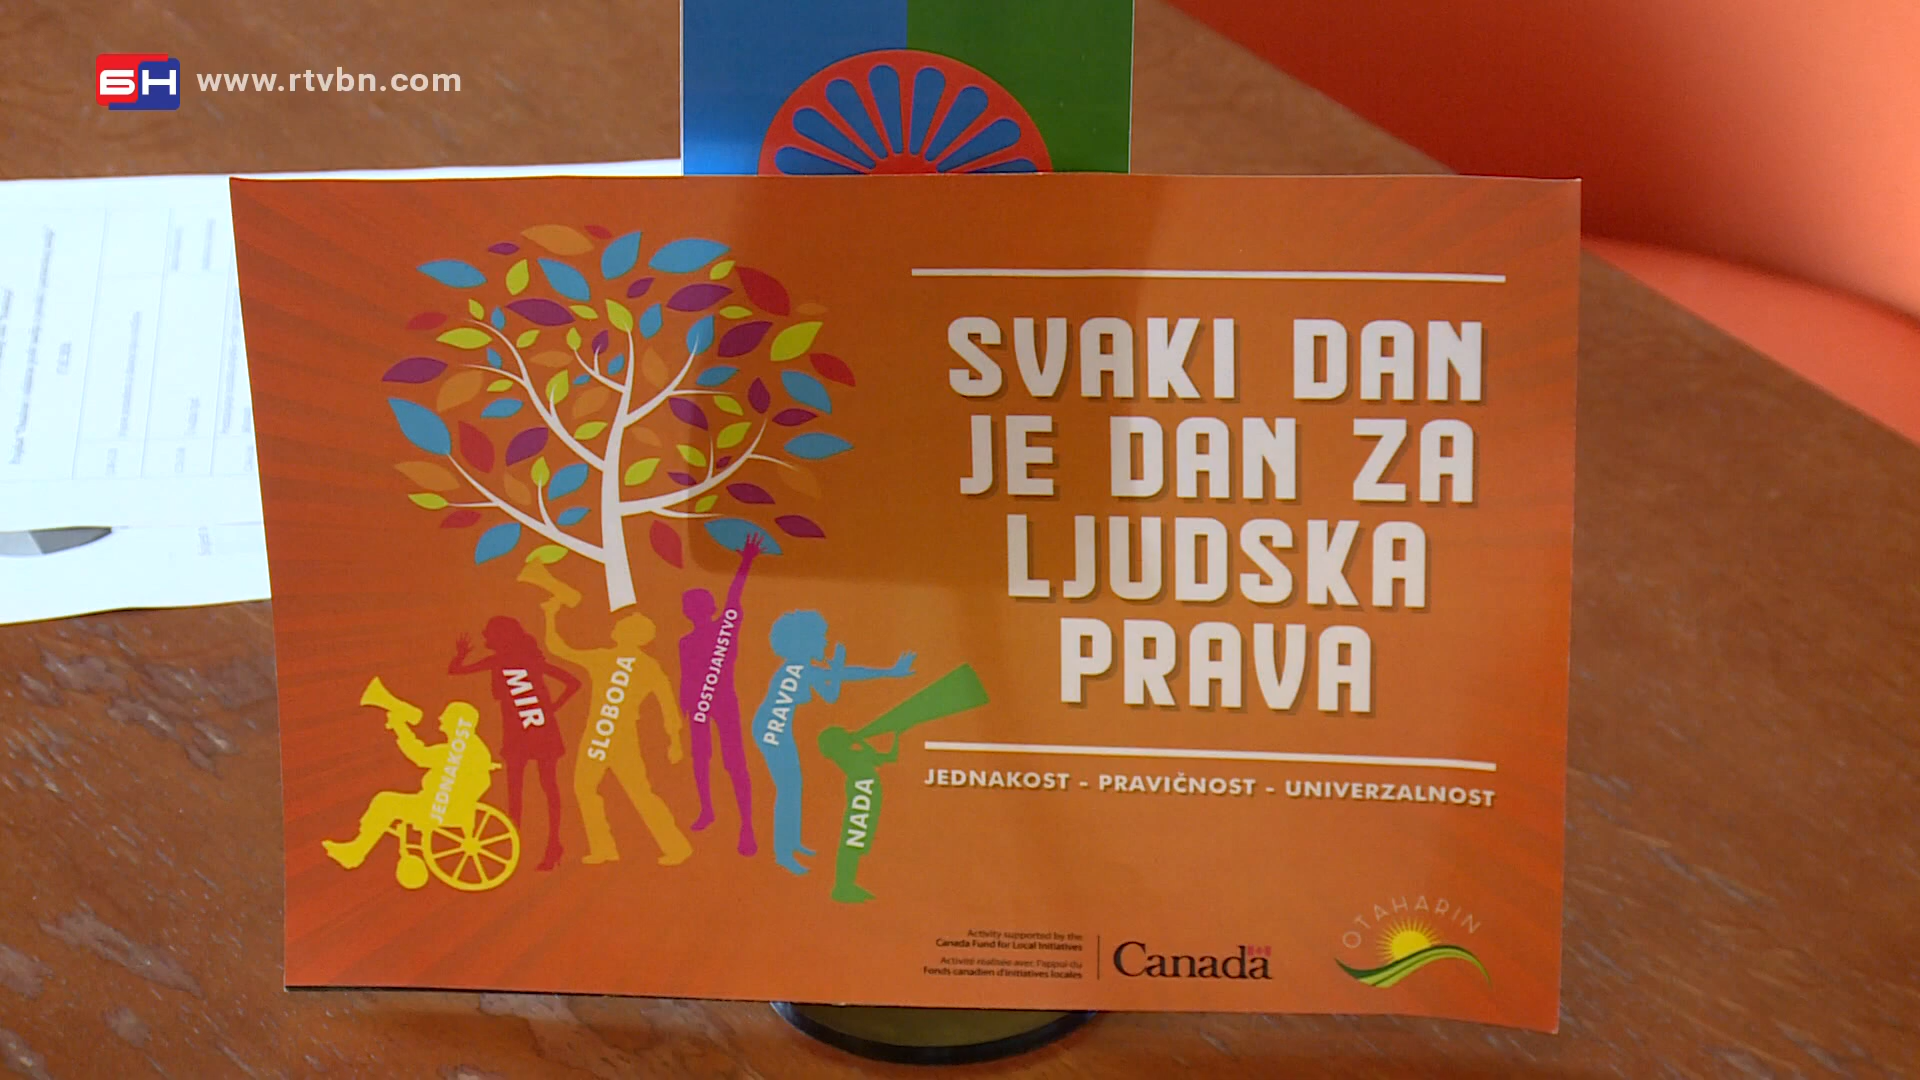 БН www.rtvbn.com
SVAKI DAN
JE DAN ZA
LJUDSKA
PRAVA
JEDNAKOST - PRAVIČNOST - UNIVERZALNOST
JEDNAKOST
MIR
SLOBODA
DOSTOJANSTVO
PRAVDA
NADA
Activity supported by the
Canada Fund for Local Initiatives
Activité réalisée avec l'appui du
Fonds canadien d'initiatives locales
Canada
OTAHARIN